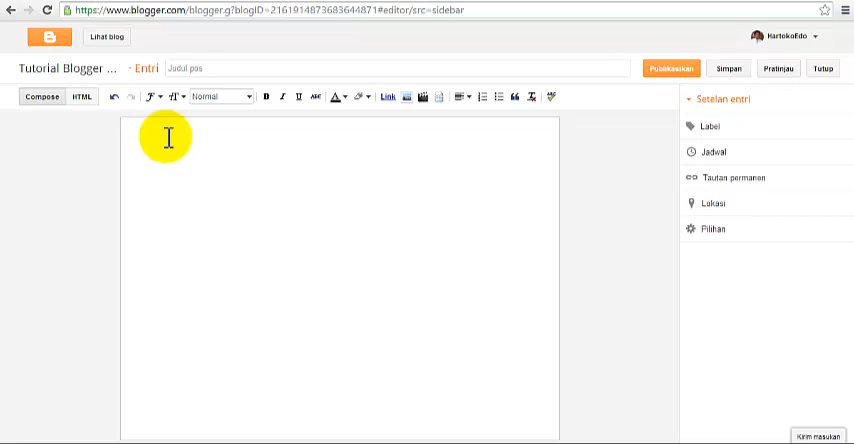 https://www.blogger.com/blogger.g?blogID=2161914873683644871#editor/src=sidebar
Lihat blog
HartokoEdo
Tutorial Blogger ... · Entri
Judul pos
Publikasikan
Simpan
Pratinjau
Tutup
Compose
HTML
Normal
Link
ABC
Setelan entri
Label
Jadwal
Tautan permanen
Lokasi
Pilihan
Kirim masukan